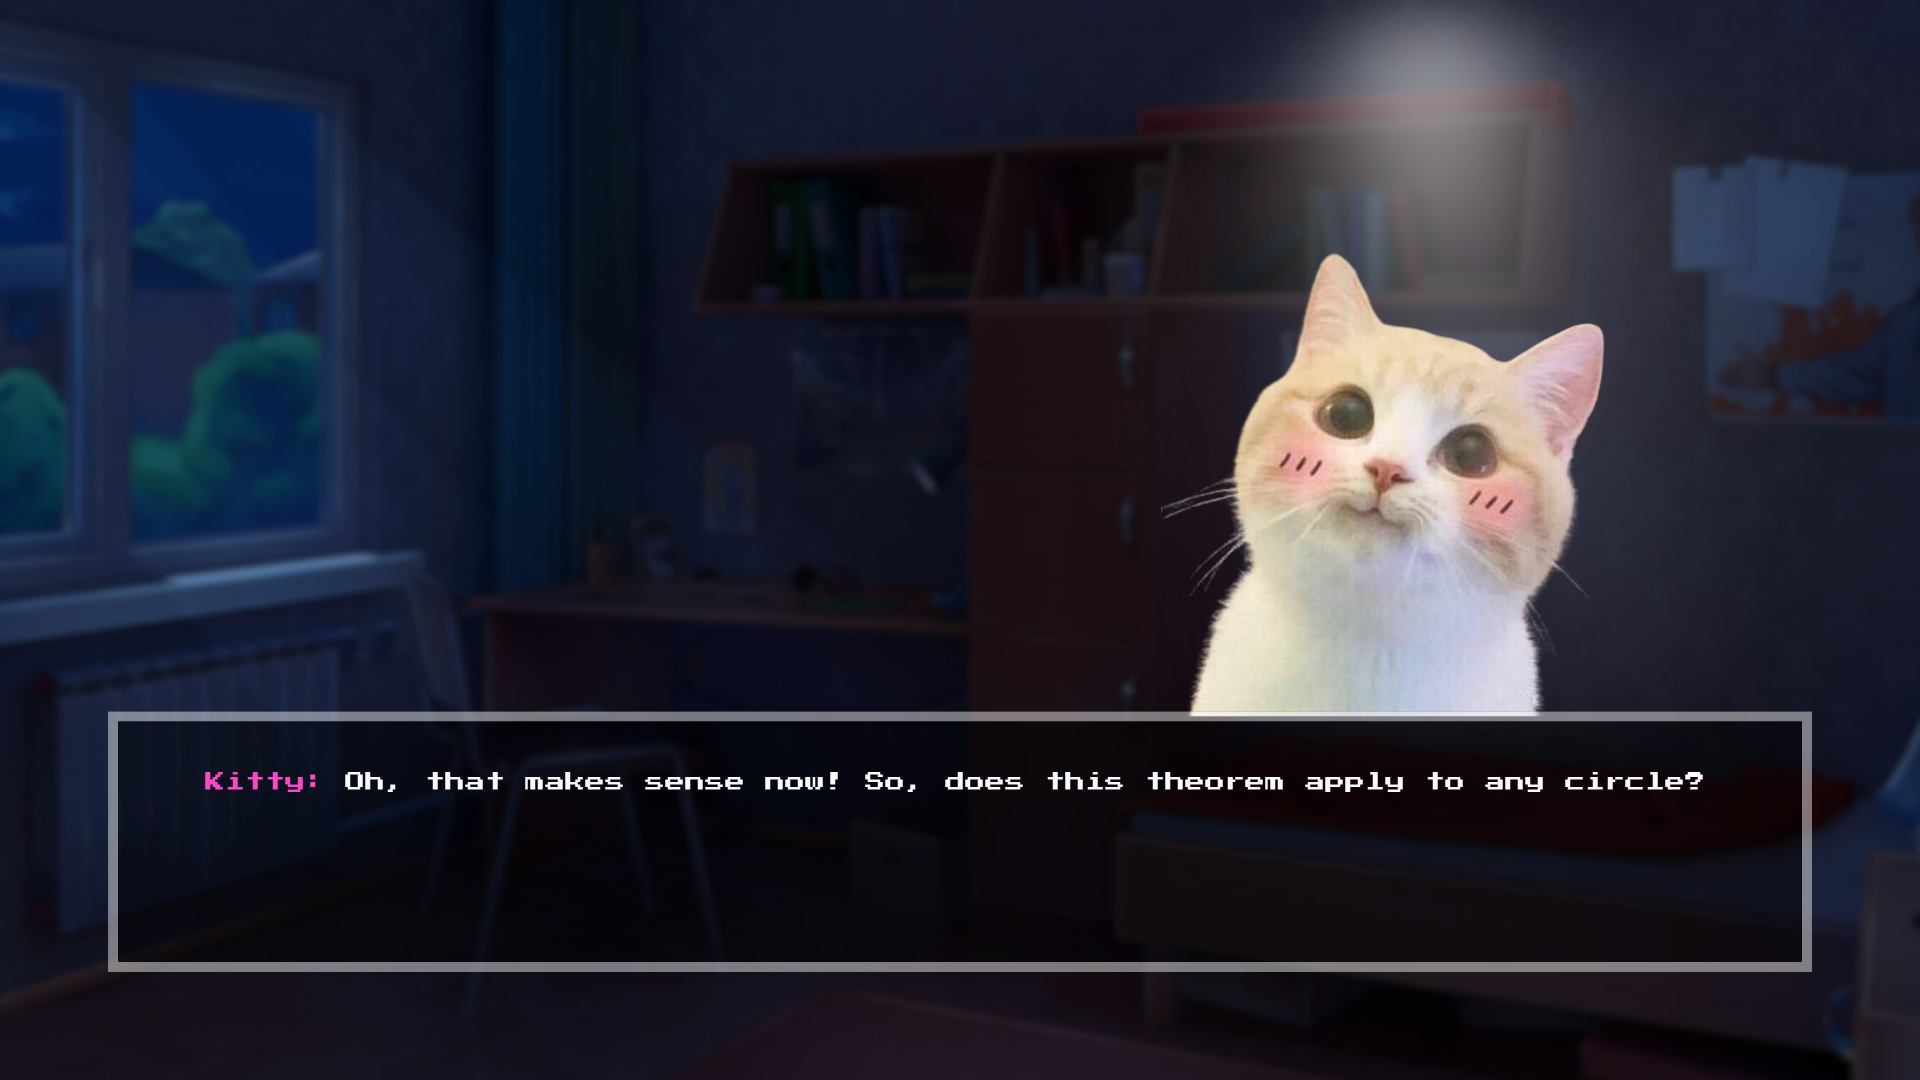 Kitty: Oh, that makes sense now! So, does this theorem apply to any circle?